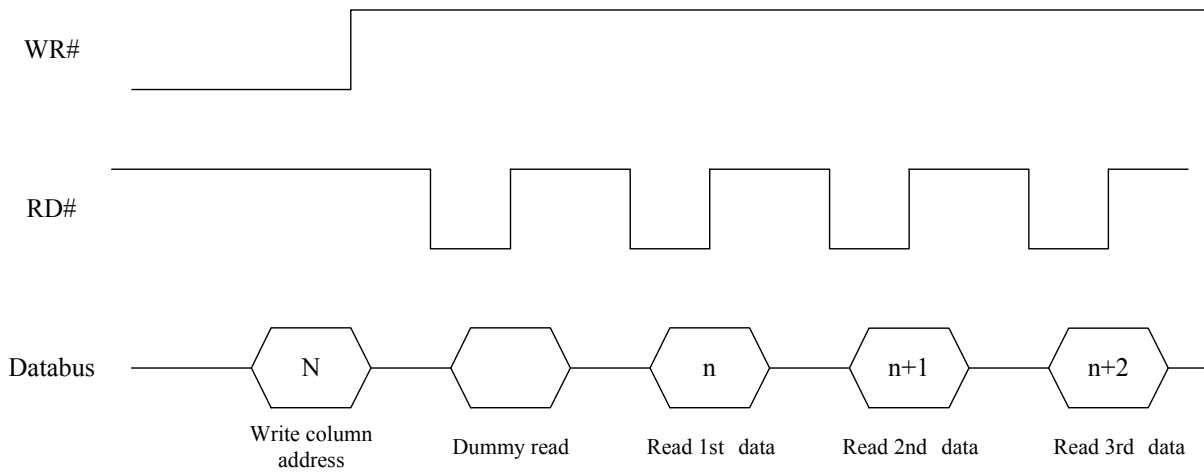 WR#
RD#
Databus
N
n
n+1
n+2
Write column
address
Dummy read
Read 1st data
Read 2nd data
Read 3rd data